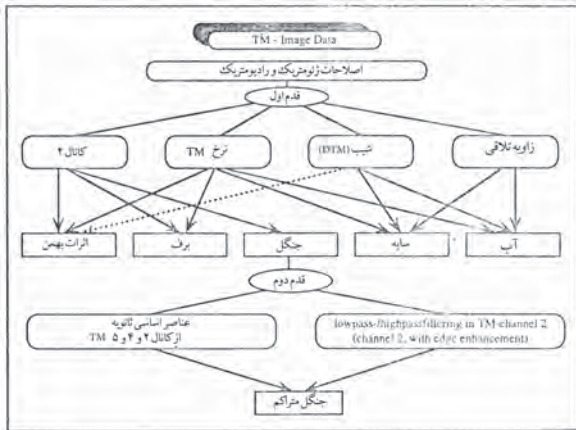 TM - Image Data
اصلاحات ژئومتریک و رادیومتریک
قدم اول
کانال ۲
نرخ TM
شیب (DTM)
زاویه تلاقی
اثرات بهمن
برف
جنگل
سایه
آب
قدم دوم
عناصر اساسی ثانویه
از کانال ۲ و ۴ و ۵ TM
lowpass-/highpassfiltering in TM-channel 2
(channel 2, with edge enhancement)
جنگل متراکم